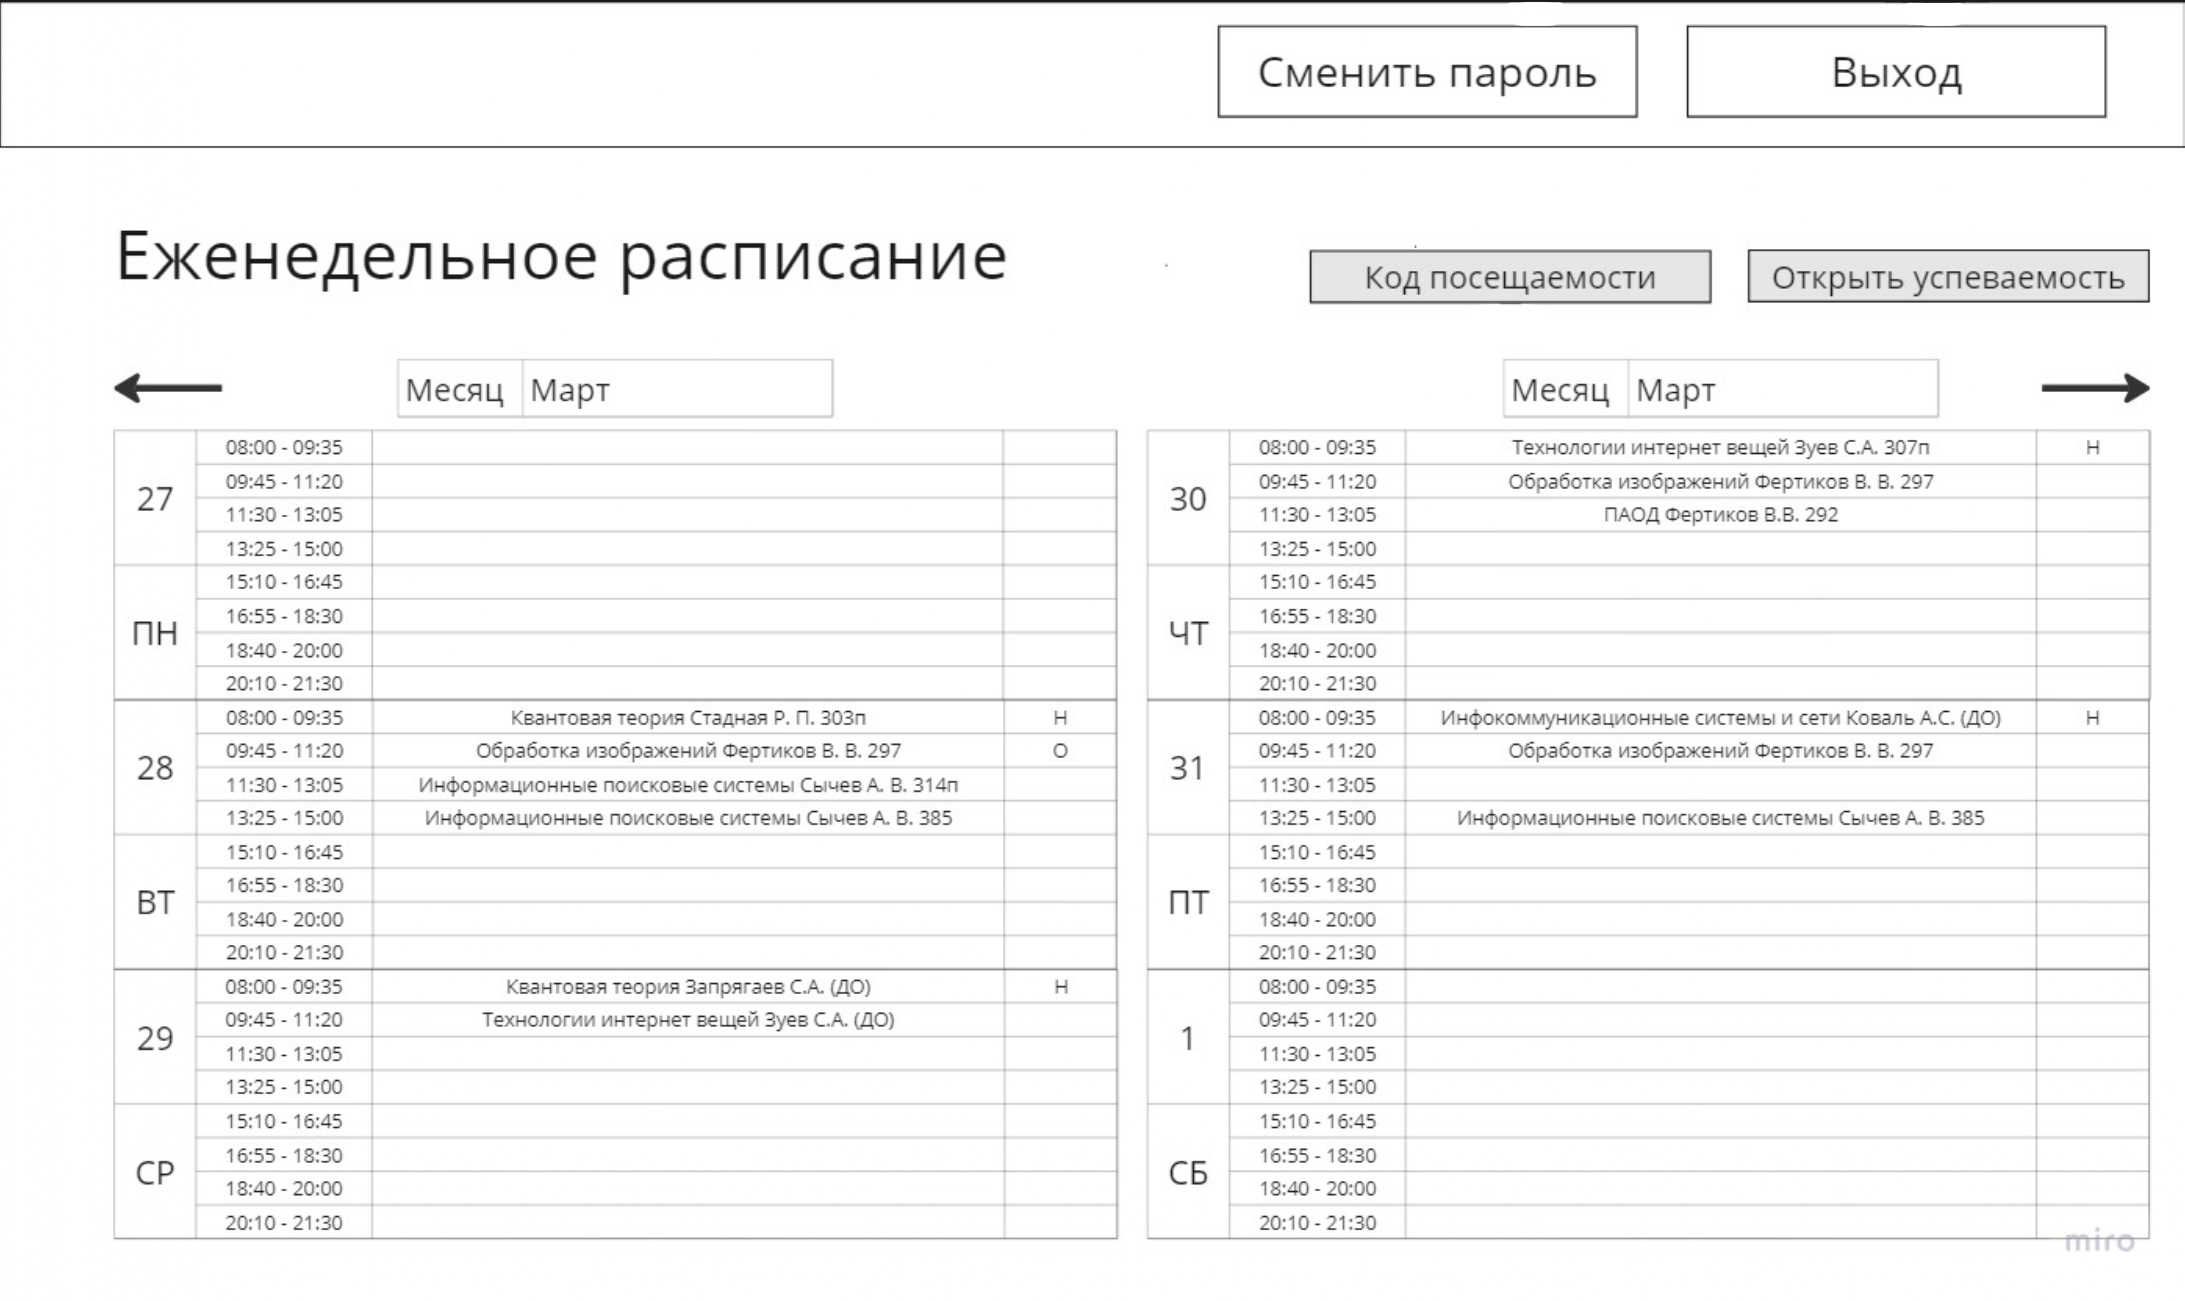 Сменить пароль
Выход
Еженедельное расписание
Код посещаемости
Открыть успеваемость
Месяц Март
27
ПН
08:00 - 09:35
09:45 - 11:20
11:30 - 13:05
13:25 - 15:00
15:10 - 16:45
16:55 - 18:30
18:40 - 20:00
20:10 - 21:30
28
ВТ
08:00 - 09:35 Квантовая теория Стадная Р. П. 303п Н
09:45 - 11:20 Обработка изображений Фертиков В. В. 297 О
11:30 - 13:05 Информационные поисковые системы Сычев А. В. 314п
13:25 - 15:00 Информационные поисковые системы Сычев А. В. 385
15:10 - 16:45
16:55 - 18:30
18:40 - 20:00
20:10 - 21:30
29
СР
08:00 - 09:35 Квантовая теория Запрягаев С.А. (ДО) Н
09:45 - 11:20 Технологии интернет вещей Зуев С.А. (ДО)
11:30 - 13:05
13:25 - 15:00
15:10 - 16:45
16:55 - 18:30
18:40 - 20:00
20:10 - 21:30
Месяц Март
30
ЧТ
08:00 - 09:35 Технологии интернет вещей Зуев С.А. 307п Н
09:45 - 11:20 Обработка изображений Фертиков В. В. 297
11:30 - 13:05 ПАОД Фертиков В.В. 292
13:25 - 15:00
15:10 - 16:45
16:55 - 18:30
18:40 - 20:00
20:10 - 21:30
31
ПТ
08:00 - 09:35 Инфокоммуникационные системы и сети Коваль А.С. (ДО) Н
09:45 - 11:20 Обработка изображений Фертиков В. В. 297
11:30 - 13:05
13:25 - 15:00 Информационные поисковые системы Сычев А. В. 385
15:10 - 16:45
16:55 - 18:30
18:40 - 20:00
20:10 - 21:30
1
СБ
08:00 - 09:35
09:45 - 11:20
11:30 - 13:05
13:25 - 15:00
15:10 - 16:45
16:55 - 18:30
18:40 - 20:00
20:10 - 21:30
miro